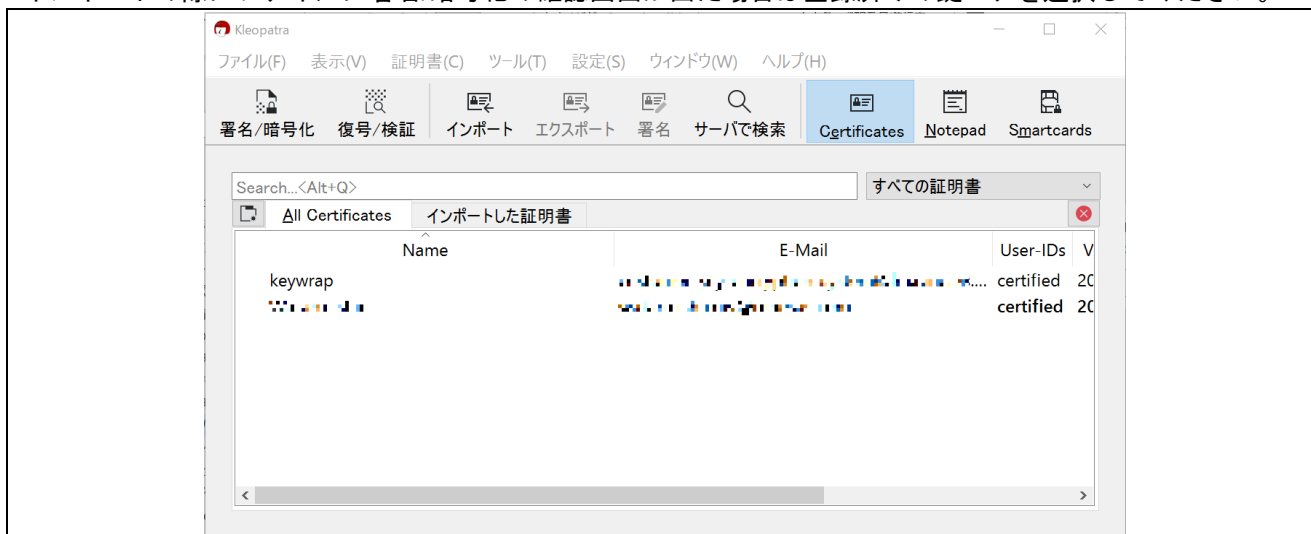 Kleopatra
ファイル(F) 表示(V) 証明書(C) ツール(T) 設定(S) ウィンドウ(W) ヘルプ(H)
署名/暗号化 復号/検証 インポート エクスポート 署名 サーバで検索 Certificates Notepad Smartcards
Search...<Alt+Q> すべての証明書
All Certificates インポートした証明書
Name E-Mail User-IDs V
keywrap certified 20
certified 20